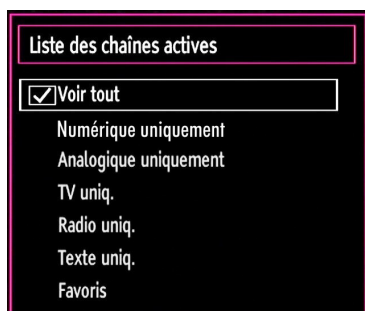 Liste des chaînes actives
Voir tout
Numérique uniquement
Analogique uniquement
TV uniq.
Radio uniq.
Texte uniq.
Favoris